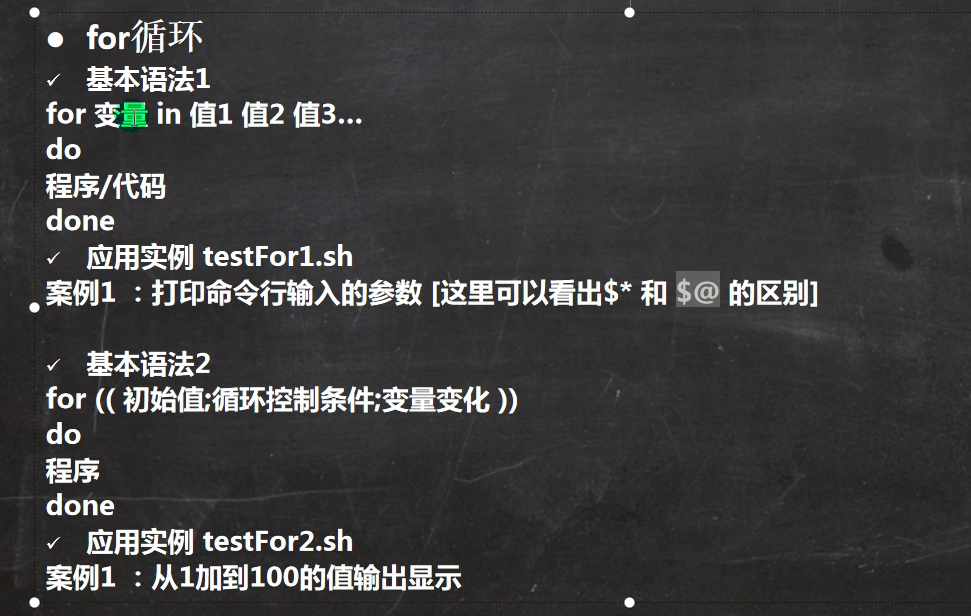 ● for循环
✓ 基本语法1
for 变量 in 值1 值2 值3…
do
程序/代码
done
✓ 应用实例 testFor1.sh
案例1 ：打印命令行输入的参数 [这里可以看出$* 和 $@ 的区别]
✓ 基本语法2
for (( 初始值;循环控制条件;变量变化 ))
do
程序
done
✓ 应用实例 testFor2.sh
案例1 ：从1加到100的值输出显示